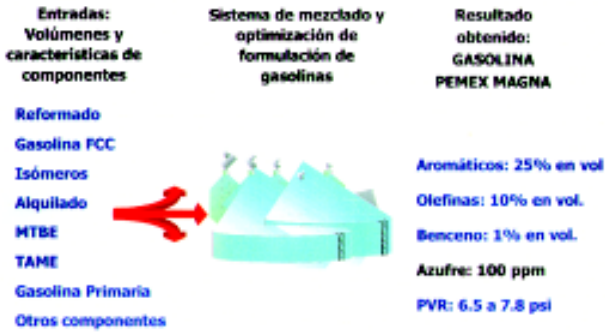 Entradas:
Volúmenes y
características de
componentes
Sistema de mezclado y
optimización de
formulación de
gasolinas
Resultado
obtenido:
GASOLINA
PEMEX MAGNA
Reformado
Gasolina FCC
Isómeros
Alquilado
MTBE
TAME
Gasolina Primaria
Otros componentes
Aromáticos: 25% en vol
Olefinas: 10% en vol.
Benceno: 1% en vol.
Azufre: 100 ppm
PVR: 6.5 a 7.8 psi